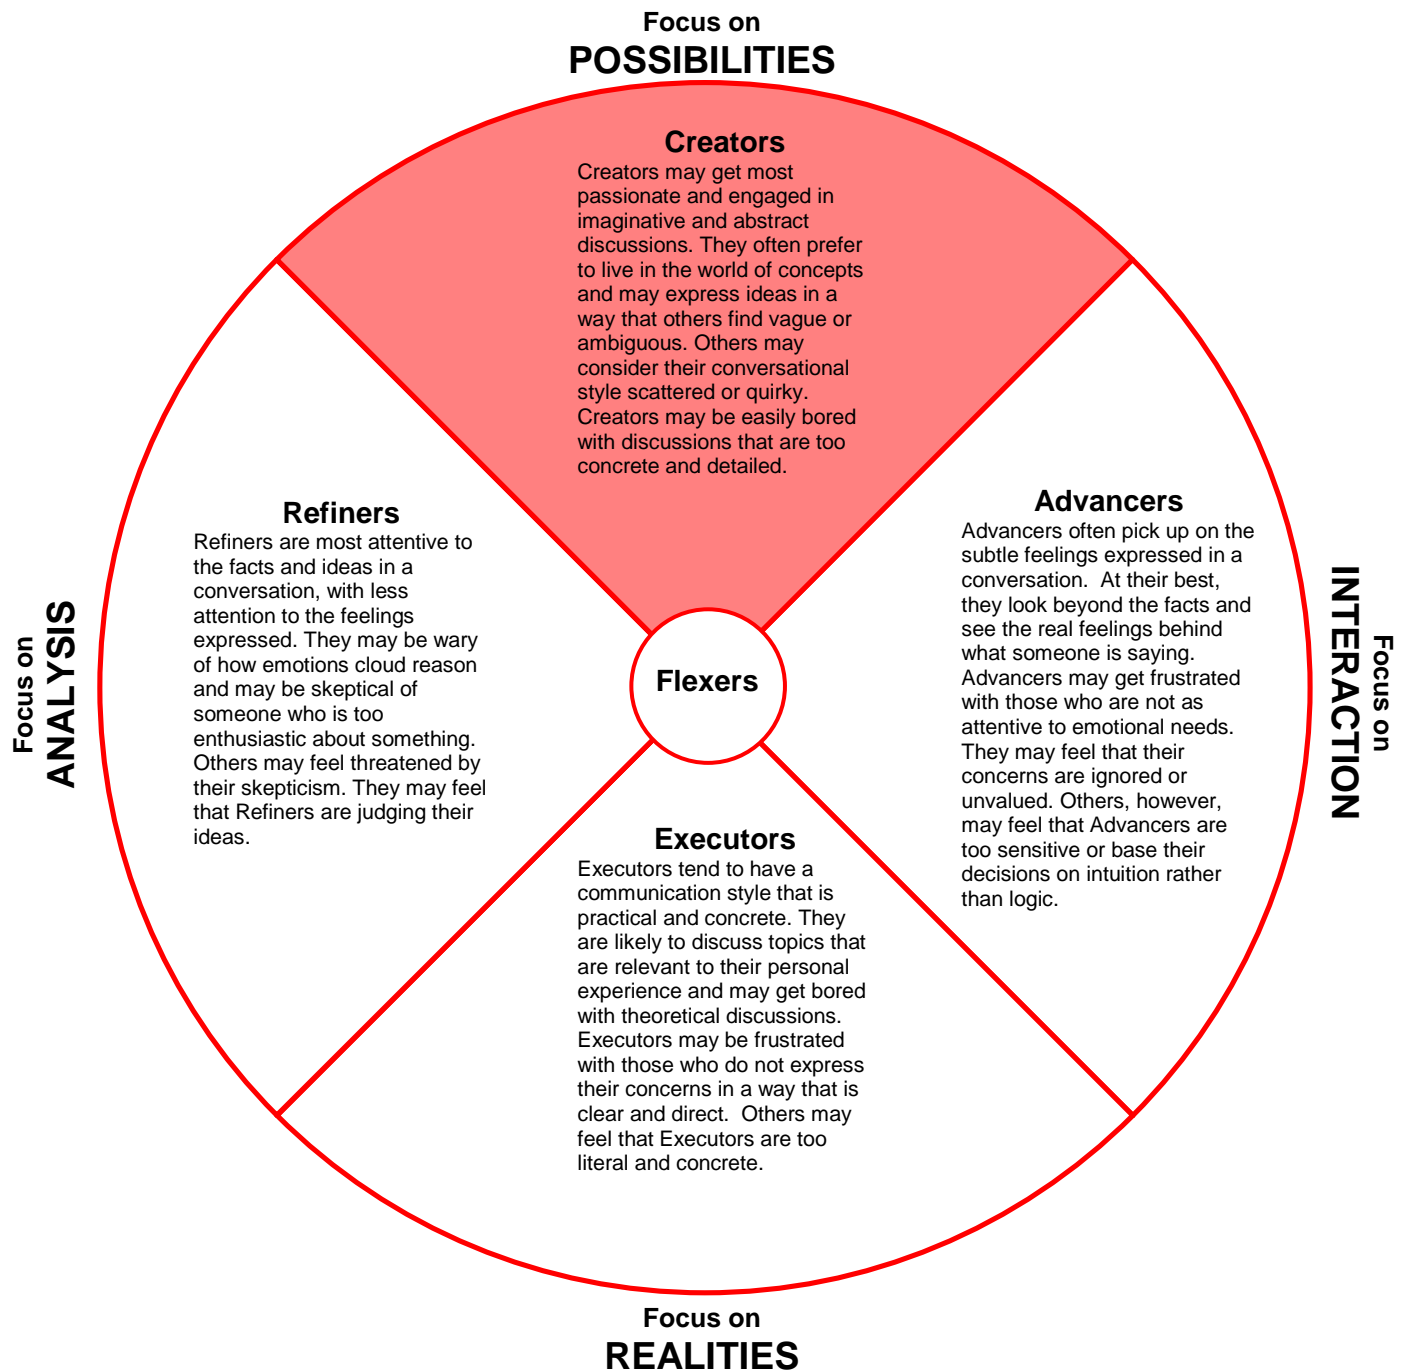 Focus on
POSSIBILITIES
Creators
Creators may get most
passionate and engaged in
imaginative and abstract
discussions. They often prefer
to live in the world of concepts
and may express ideas in a
way that others find vague or
ambiguous. Others may
consider their conversational
style scattered or quirky.
Creators may be easily bored
with discussions that are too
concrete and detailed.
Focus on
ANALYSIS
Refiners
Refiners are most attentive to
the facts and ideas in a
conversation, with less
attention to the feelings
expressed. They may be wary
of how emotions cloud reason
and may be skeptical of
someone who is too
enthusiastic about something.
Others may feel threatened by
their skepticism. They may feel
that Refiners are judging their
ideas.
Flexers
Advancers
Advancers often pick up on the
subtle feelings expressed in a
conversation.  At their best,
they look beyond the facts and
see the real feelings behind
what someone is saying.
Advancers may get frustrated
with those who are not as
attentive to emotional needs.
They may feel that their
concerns are ignored or
unvalued. Others, however,
may feel that Advancers are
too sensitive or base their
decisions on intuition rather
than logic.
Focus on
INTERACTION
Executors
Executors tend to have a
communication style that is
practical and concrete. They
are likely to discuss topics that
are relevant to their personal
experience and may get bored
with theoretical discussions.
Executors may be frustrated
with those who do not express
their concerns in a way that is
clear and direct.  Others may
feel that Executors are too
literal and concrete.
Focus on
REALITIES